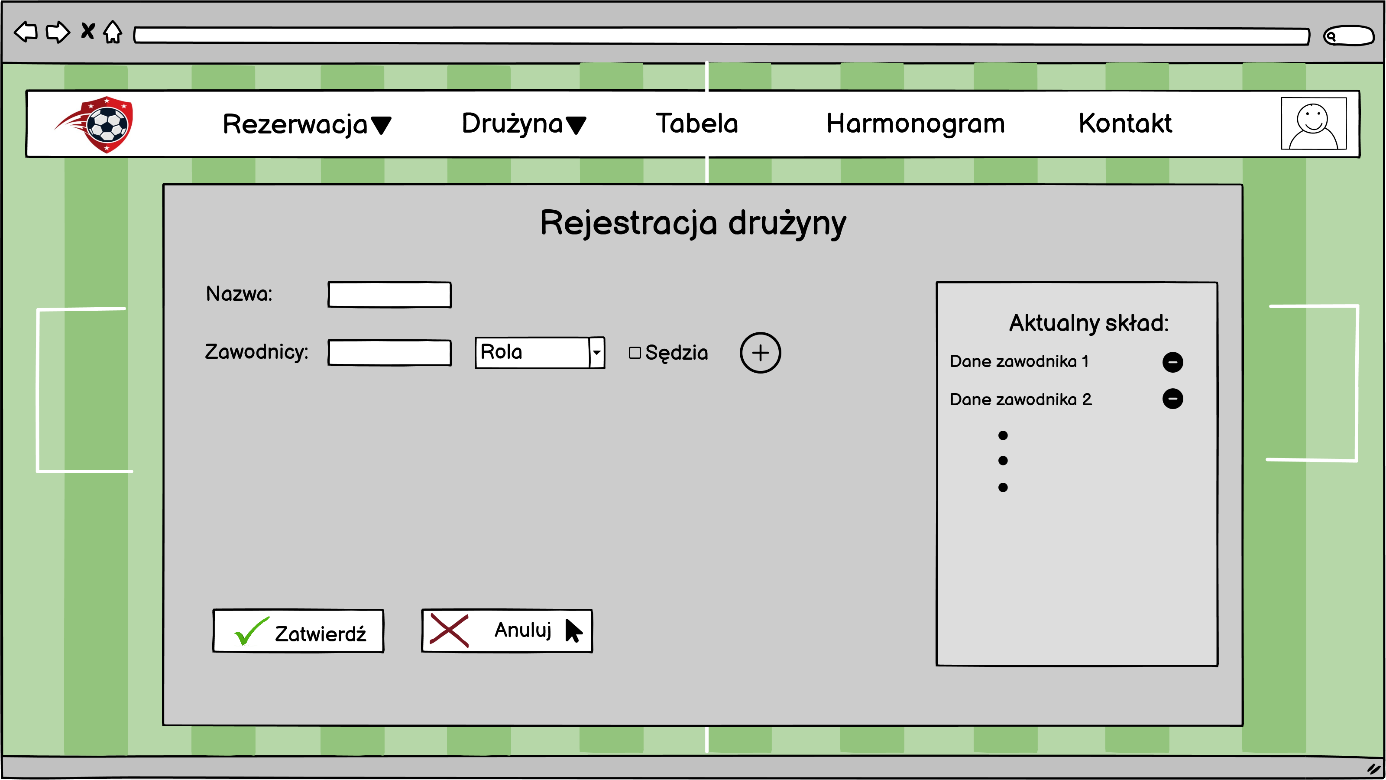 Rezerwacja Drużyna Tabela Harmonogram Kontakt
Rejestracja drużyny
Nazwa:
Zawodnicy: Rola Sędzia
Aktualny skład:
Dane zawodnika 1
Dane zawodnika 2
Zatwierdź Anuluj